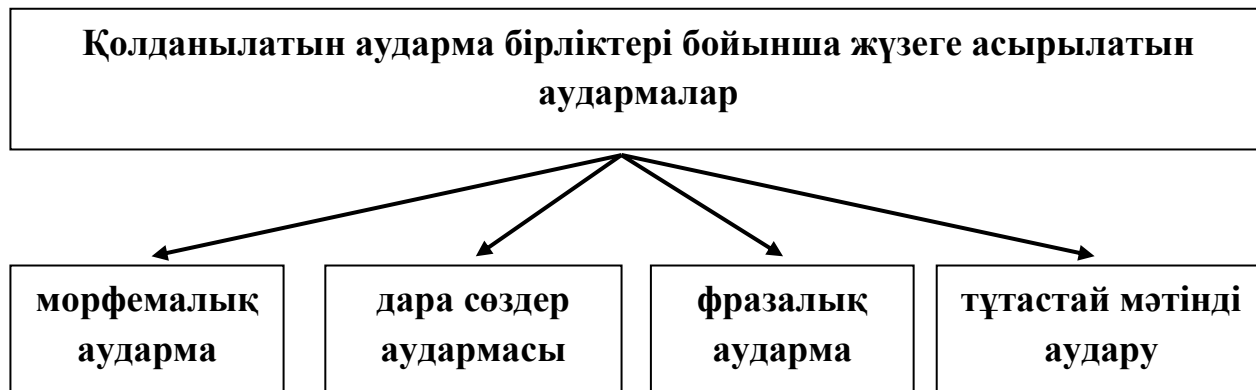 Қолданылатын аударма бірліктері бойынша жүзеге асырылатын
аудармалар
морфемалық
аударма
дара сөздер
аудармасы
фразалық
аударма
тұтастай мәтінді
аудару